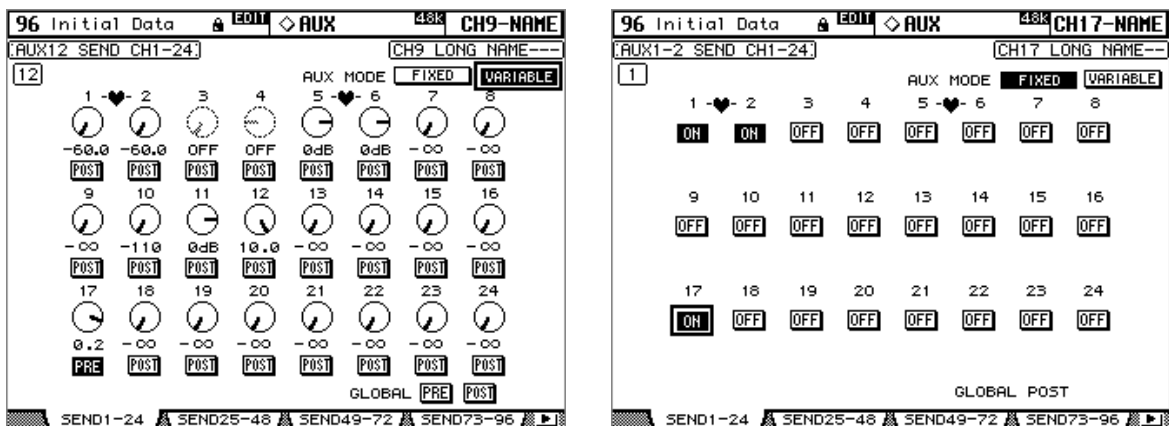 96 Initial Data EDIT ◇ AUX 48K CH9-NAME
AUX12 SEND CH1-24 CH9 LONG NAME---
12 AUX MODE FIXED VARIABLE
1 -♥- 2 3 4 5 -♥- 6 7 8
-60.0 -60.0 OFF OFF 0dB 0dB -∞ -∞
POST POST POST POST POST POST POST POST
9 10 11 12 13 14 15 16
-∞ -110 0dB 10.0 -∞ -∞ -∞ -∞
POST POST POST POST POST POST POST POST
17 18 19 20 21 22 23 24
0.2 -∞ -∞ -∞ -∞ -∞ -∞ -∞
PRE POST POST POST POST POST POST POST
GLOBAL PRE POST
SEND1-24 SEND25-48 SEND49-72 SEND73-96
96 Initial Data EDIT ◇ AUX 48K CH17-NAME
AUX1-2 SEND CH1-24 CH17 LONG NAME--
1 AUX MODE FIXED VARIABLE
1 -♥- 2 3 4 5 -♥- 6 7 8
ON ON OFF OFF OFF OFF OFF OFF
9 10 11 12 13 14 15 16
OFF OFF OFF OFF OFF OFF OFF OFF
17 18 19 20 21 22 23 24
ON OFF OFF OFF OFF OFF OFF OFF
GLOBAL POST
SEND1-24 SEND25-48 SEND49-72 SEND73-96